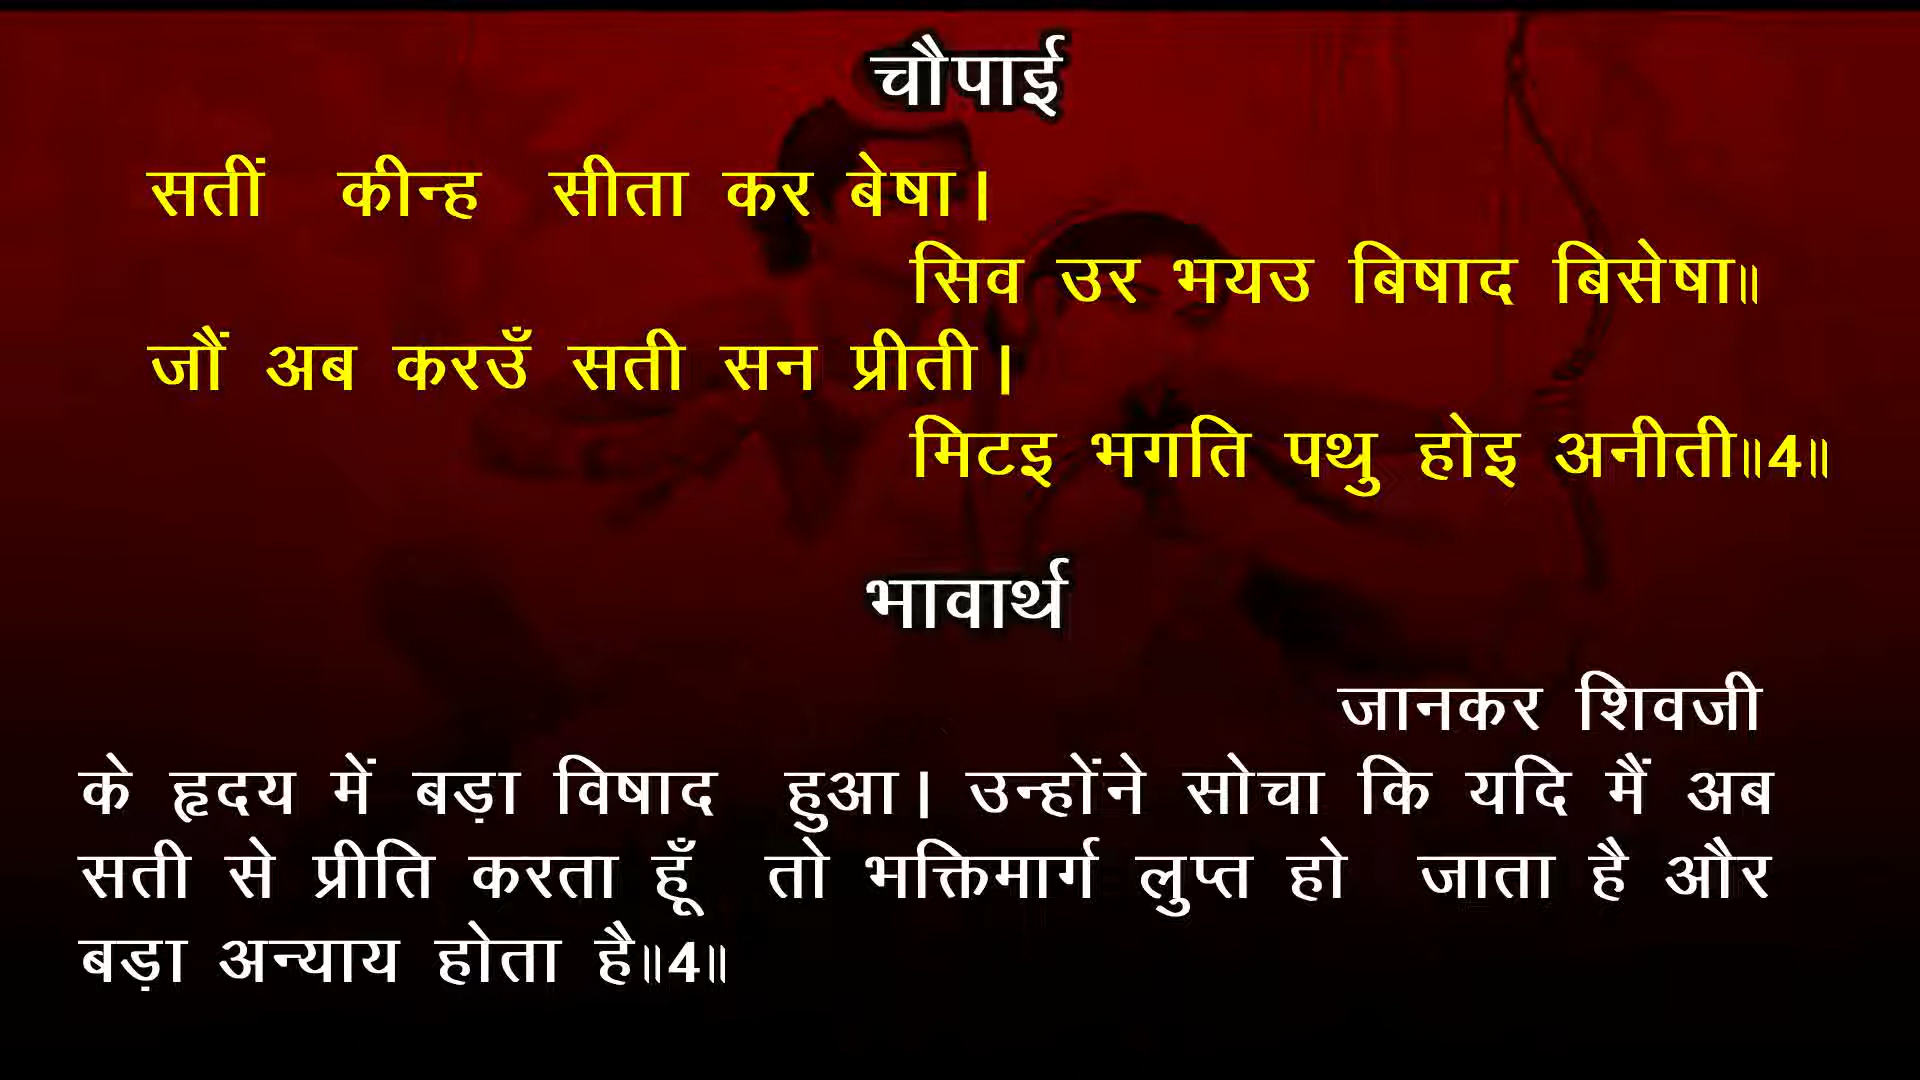 चौपाई
सतीं कीन्ह सीता कर बेषा।
सिव उर भयउ बिषाद बिसेषा॥
जौं अब करउँ सती सन प्रीती।
मिटइ भगति पथु होइ अनीती॥4॥
भावार्थ
जानकर शिवजी
के हृदय में बड़ा विषाद हुआ। उन्होंने सोचा कि यदि मैं अब
सती से प्रीति करता हूँ तो भक्तिमार्ग लुप्त हो जाता है और
बड़ा अन्याय होता है॥4॥